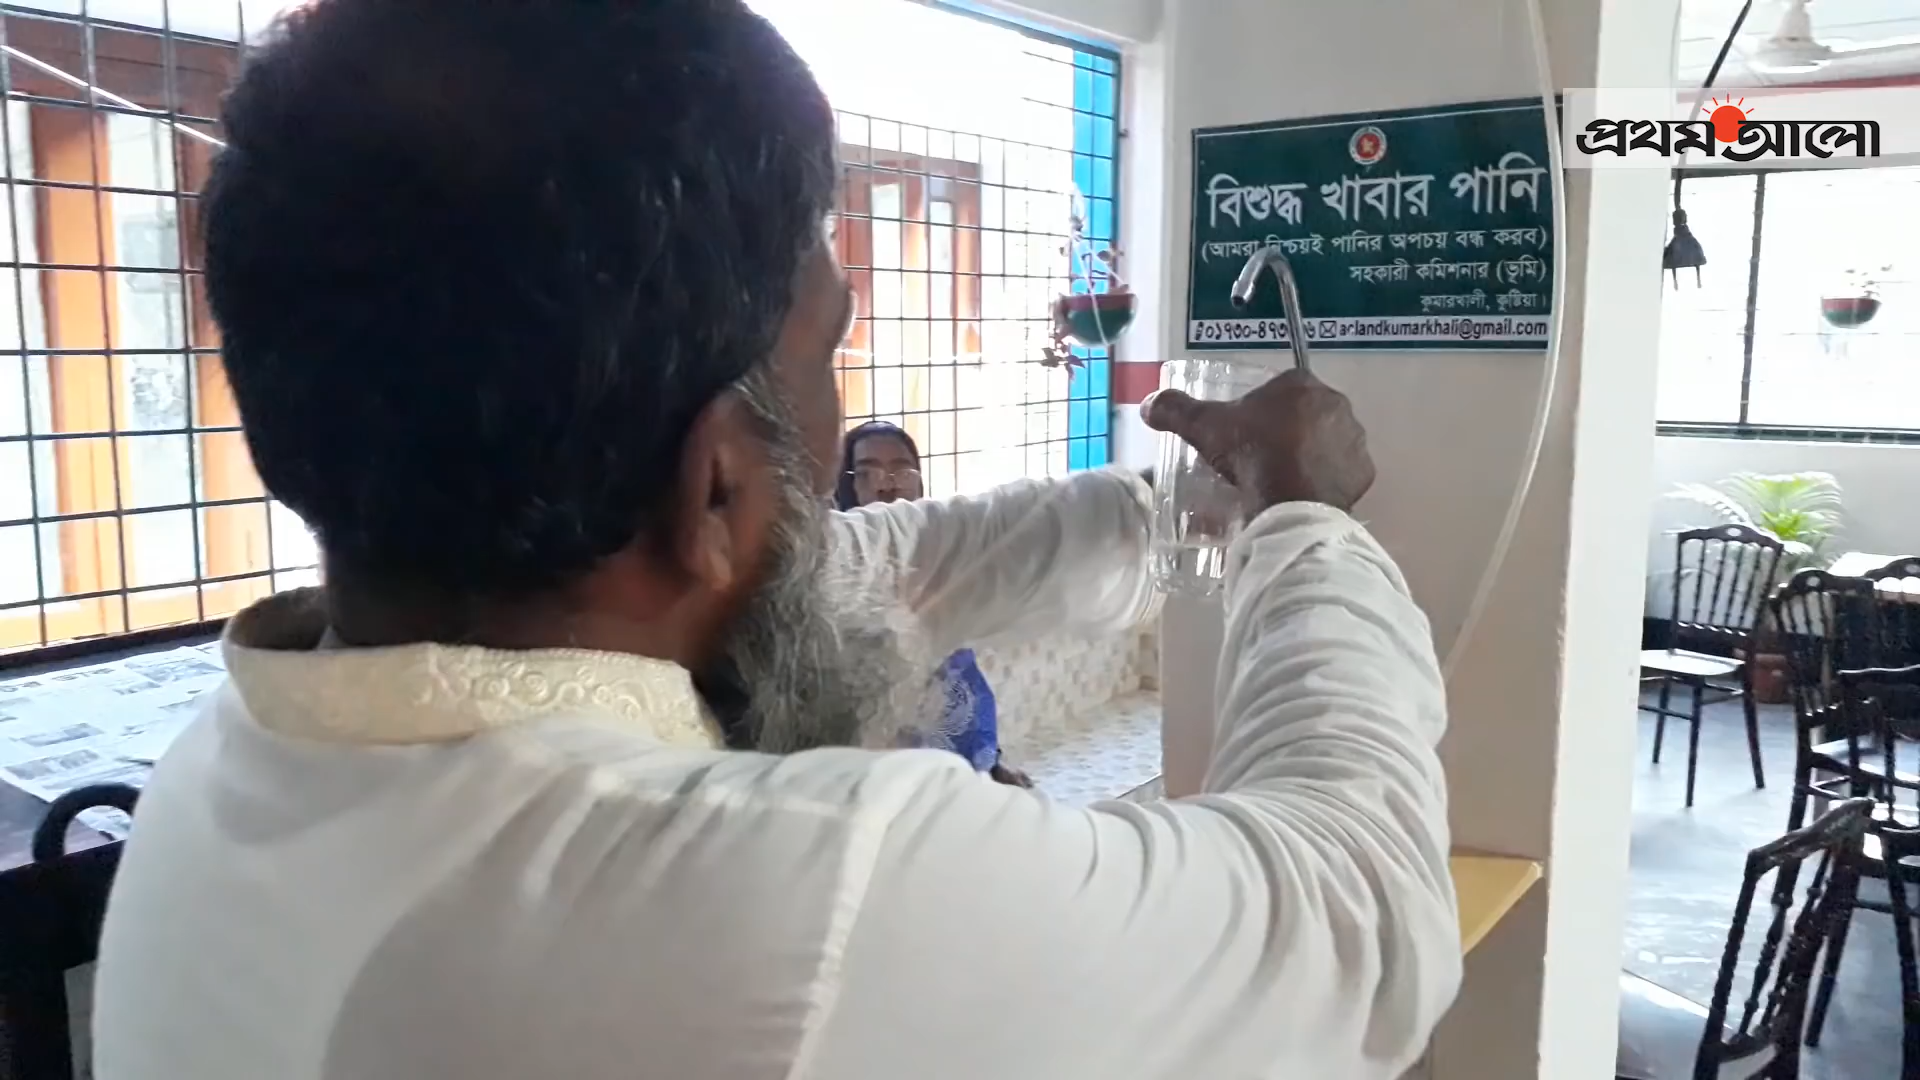 প্রথম আলো
বিশুদ্ধ খাবার পানি
(আমরা নিশ্চয়ই পানির অপচয় বন্ধ করব)
সহকারী কমিশনার (ভূমি)
কুমারখালী, কুষ্টিয়া।
aclandkumarkhali@gmail.com